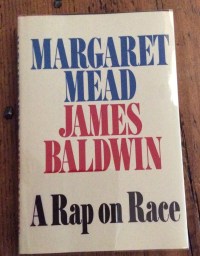 MARGARET
MEAD
JAMES
BALDWIN
A Rap on Race